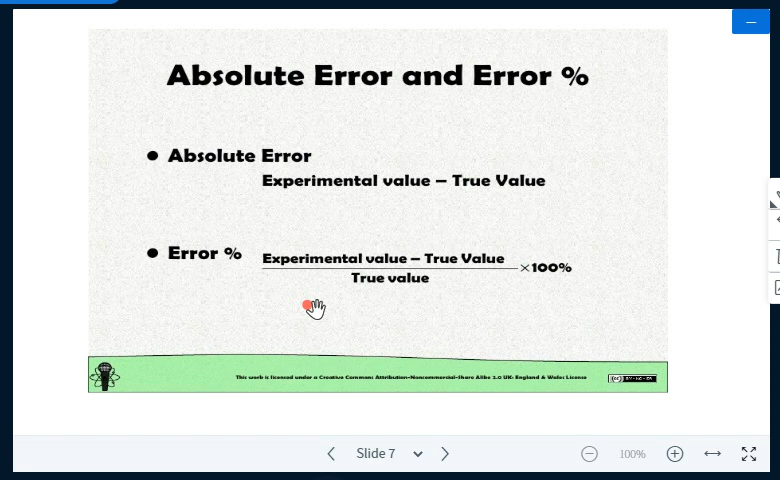 Absolute Error and Error %
● Absolute Error
Experimental value – True Value
● Error %
Experimental value – True Value
True value
×100%
This work is licensed under a Creative Commons Attribution-Noncommercial-Share Alike 2.0 UK: England & Wales License
Slide 7
100%